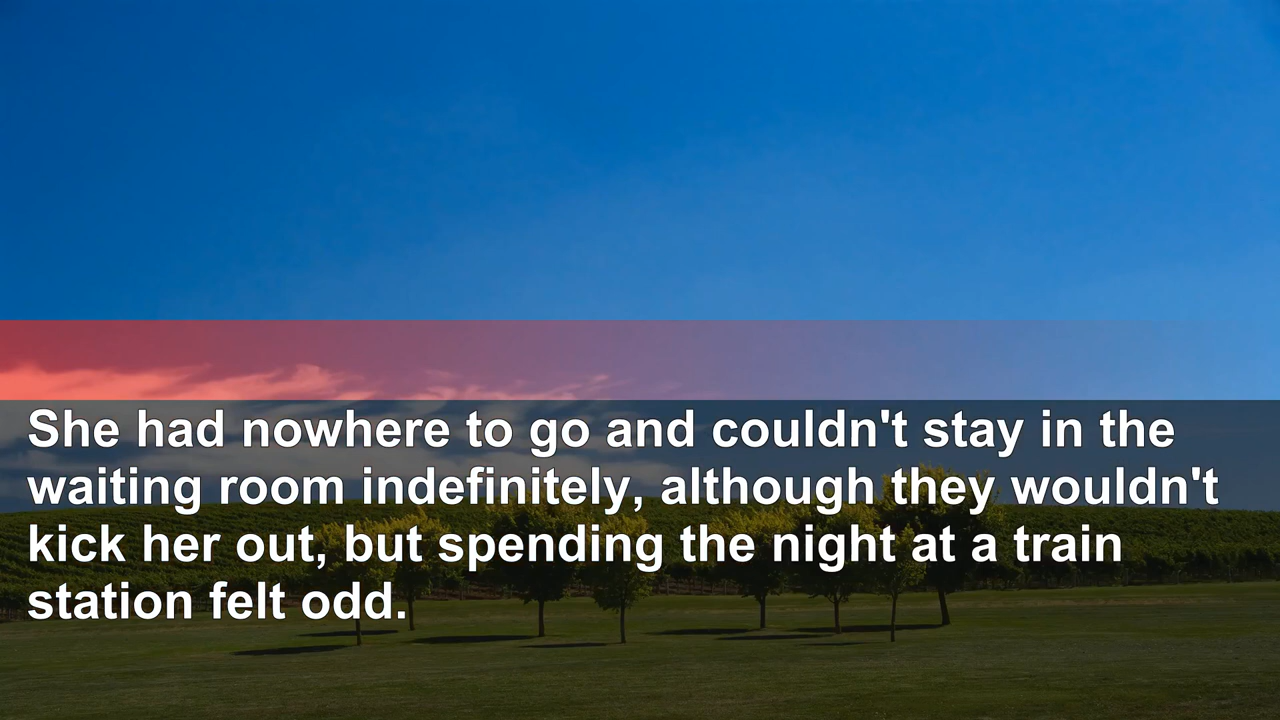 She had nowhere to go and couldn't stay in the
waiting room indefinitely, although they wouldn't
kick her out, but spending the night at a train
station felt odd.